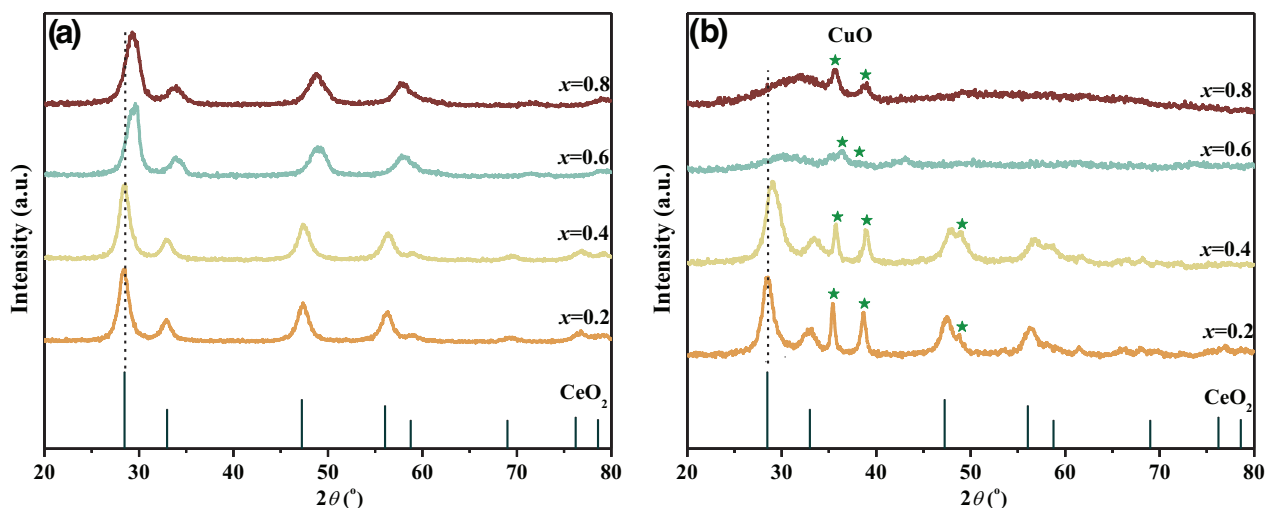 (a)
x=0.8
x=0.6
x=0.4
x=0.2
CeO₂
Intensity (a.u.)
20 30 40 50 60 70 80
2θ (°)
(b)
CuO
x=0.8
x=0.6
x=0.4
x=0.2
CeO₂
Intensity (a.u.)
20 30 40 50 60 70 80
2θ (°)